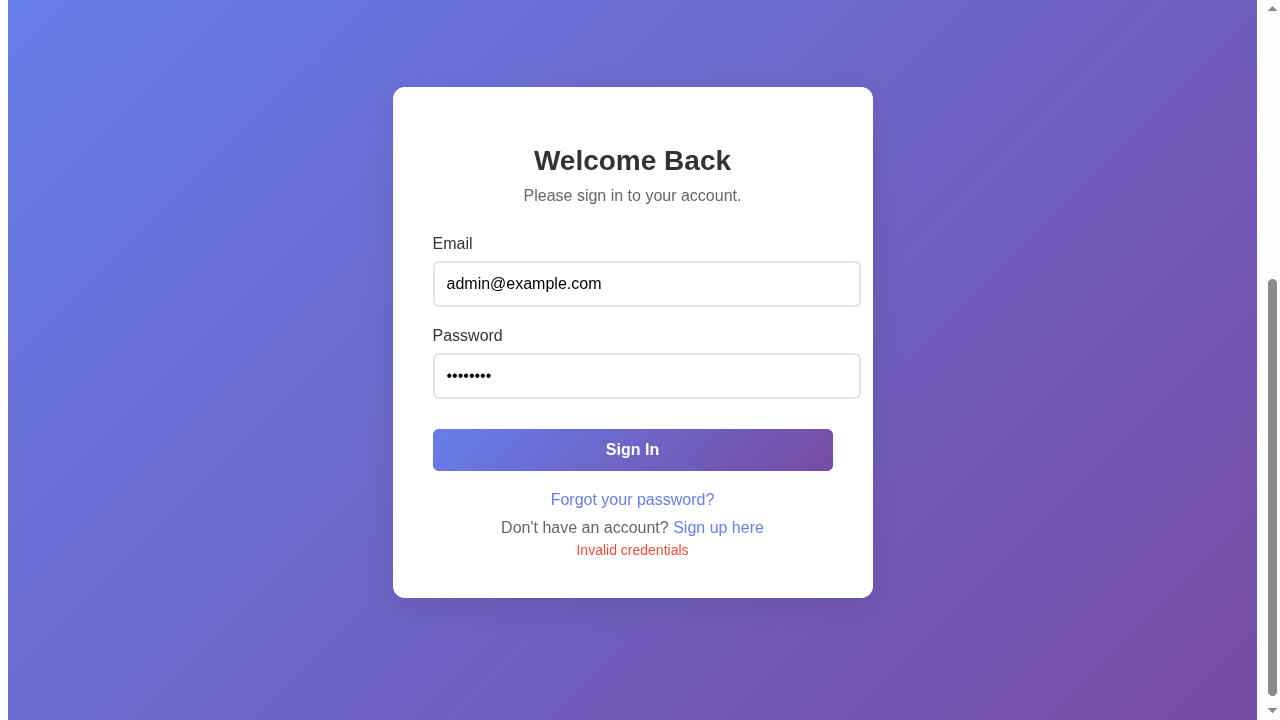 Welcome Back
Please sign in to your account.
Email
admin@example.com
Password
••••••••
Sign In
Forgot your password?
Don't have an account? Sign up here
Invalid credentials